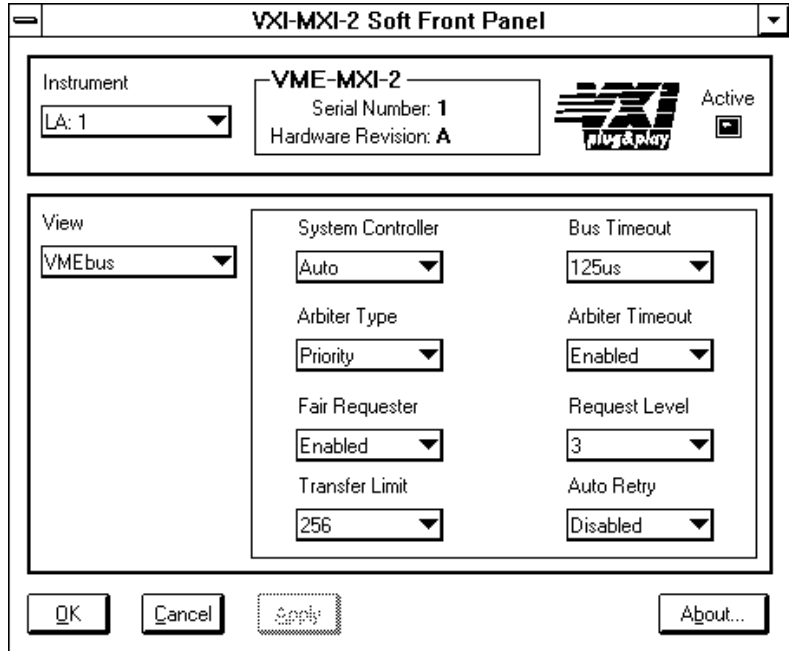 VXI-MXI-2 Soft Front Panel
Instrument
LA: 1
VME-MXI-2
Serial Number: 1
Hardware Revision: A
VXI
plug&play
Active
View
VMEbus
System Controller
Auto
Bus Timeout
125us
Arbiter Type
Priority
Arbiter Timeout
Enabled
Fair Requester
Enabled
Request Level
3
Transfer Limit
256
Auto Retry
Disabled
OK
Cancel
Apply
About...